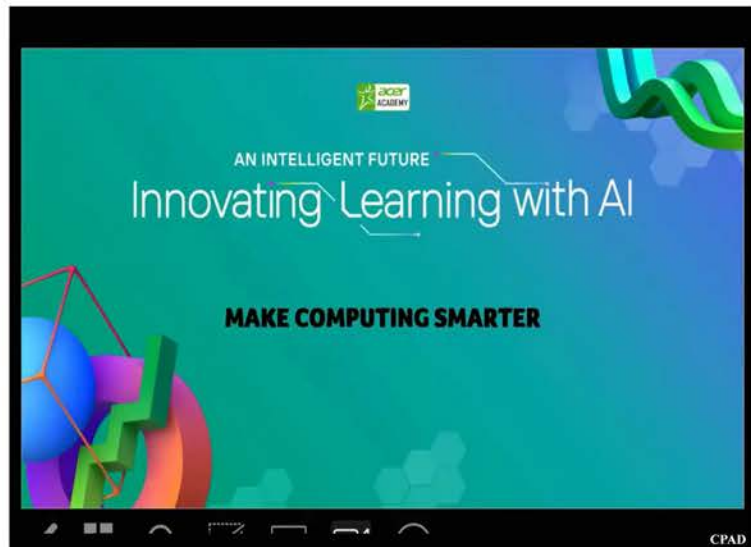 acer
ACADEMY
AN INTELLIGENT FUTURE
Innovating Learning with AI
MAKE COMPUTING SMARTER
CPAD